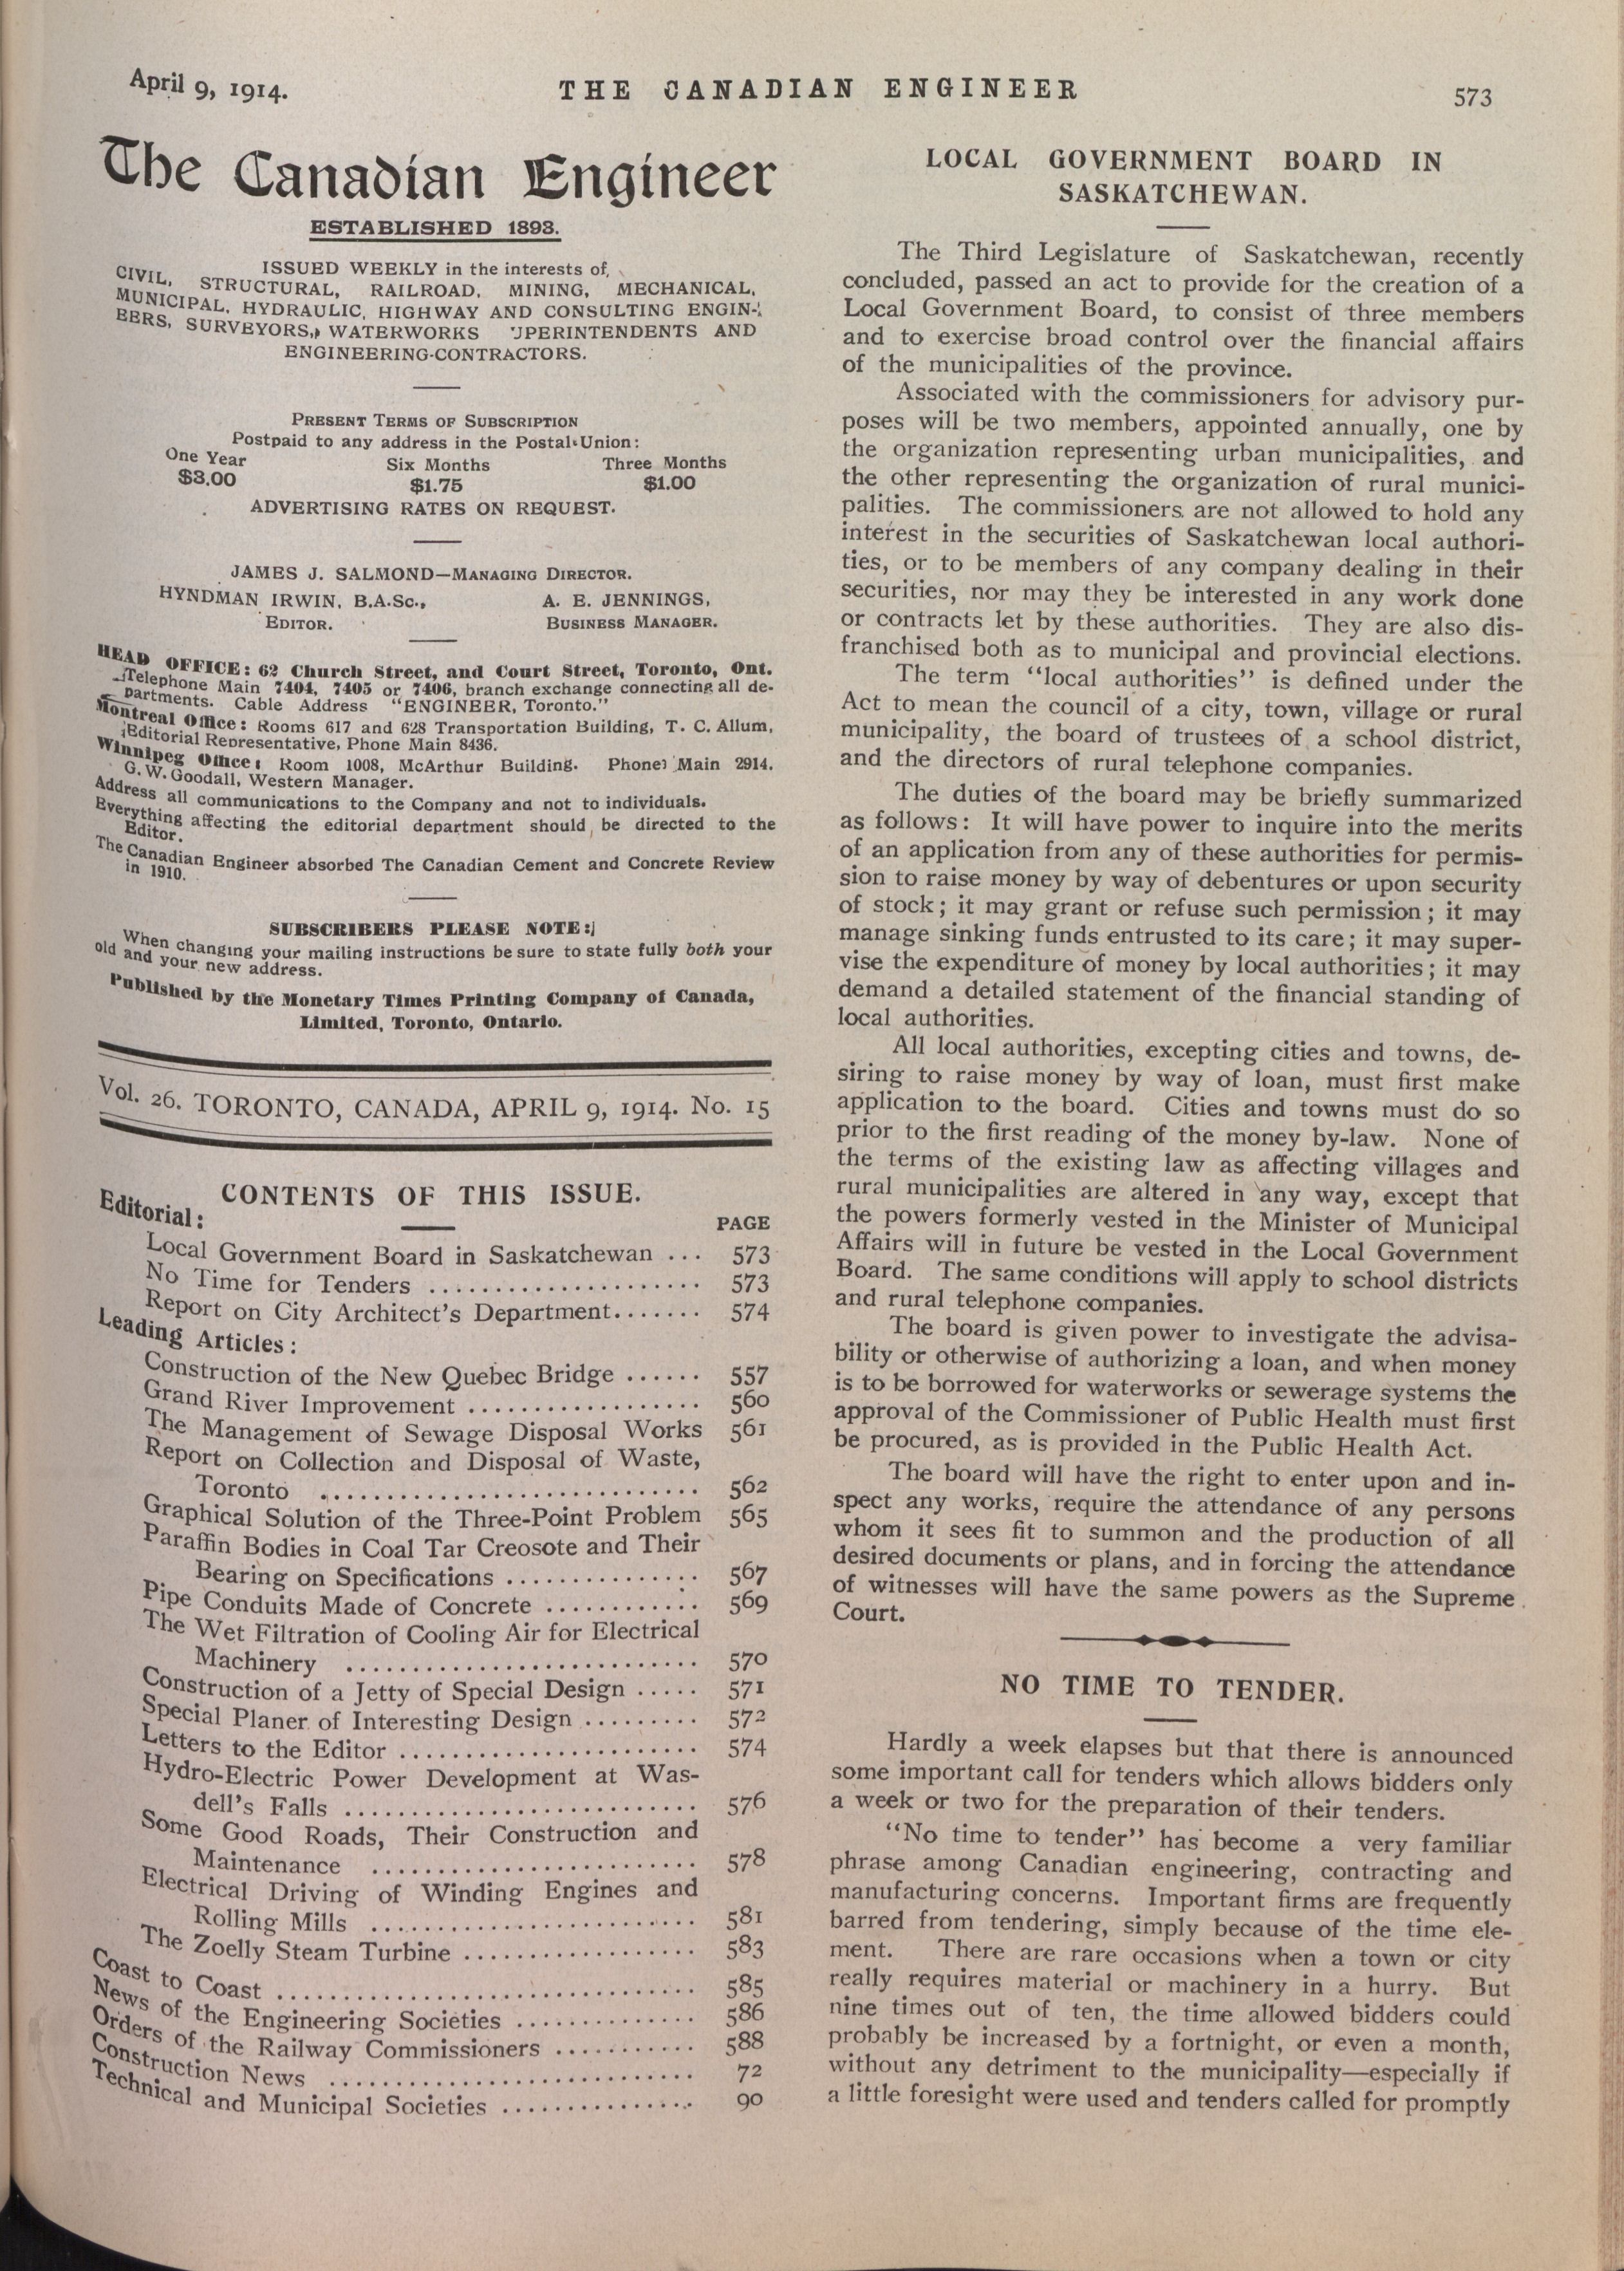 April 9, 1914.
THE CANADIAN ENGINEER
573
The Canadian Engineer
ESTABLISHED 1893.
ISSUED WEEKLY in the interests of
CIVIL, STRUCTURAL, RAILROAD, MINING, MECHANICAL,
MUNICIPAL, HYDRAULIC, HIGHWAY AND CONSULTING ENGIN-
EERS, SURVEYORS, WATERWORKS UPERINTENDENTS AND
ENGINEERING-CONTRACTORS.
PRESENT TERMS OF SUBSCRIPTION
Postpaid to any address in the Postal Union:
One Year Six Months Three Months
$3.00 $1.75 $1.00
ADVERTISING RATES ON REQUEST.
JAMES J. SALMOND—MANAGING DIRECTOR.
HYNDMAN IRWIN, B.A.Sc., A. E. JENNINGS,
EDITOR. BUSINESS MANAGER.
HEAD OFFICE: 62 Church Street, and Court Street, Toronto, Ont.
Telephone Main 7404, 7405 or 7406, branch exchange connecting all de-
partments. Cable Address "ENGINEER, Toronto."
Montreal Office: Rooms 617 and 628 Transportation Building, T. C. Allum,
Editorial Representative, Phone Main 8436.
Winnipeg Office: Room 1008, McArthur Building. Phone Main 2914.
G. W. Goodall, Western Manager.
Address all communications to the Company and not to individuals.
Everything affecting the editorial department should be directed to the
Editor.
The Canadian Engineer absorbed The Canadian Cement and Concrete Review
in 1910.
SUBSCRIBERS PLEASE NOTE:
When changing your mailing instructions be sure to state fully both your
old and your new address.
Published by the Monetary Times Printing Company of Canada,
Limited, Toronto, Ontario.
Vol. 26. TORONTO, CANADA, APRIL 9, 1914. No. 15
CONTENTS OF THIS ISSUE.
Editorial:
PAGE
Local Government Board in Saskatchewan ... 573
No Time for Tenders .................... 573
Report on City Architect's Department....... 574
Leading Articles:
Construction of the New Quebec Bridge ...... 557
Grand River Improvement .................. 560
The Management of Sewage Disposal Works 561
Report on Collection and Disposal of Waste,
Toronto ............................ 562
Graphical Solution of the Three-Point Problem 565
Paraffin Bodies in Coal Tar Creosote and Their
Bearing on Specifications ............... 567
Pipe Conduits Made of Concrete ............ 569
The Wet Filtration of Cooling Air for Electrical
Machinery .......................... 570
Construction of a Jetty of Special Design ..... 571
Special Planer of Interesting Design ......... 572
Letters to the Editor ....................... 574
Hydro-Electric Power Development at Was-
dell's Falls .......................... 576
Some Good Roads, Their Construction and
Maintenance ........................ 578
Electrical Driving of Winding Engines and
Rolling Mills ........................ 581
The Zoelly Steam Turbine .................. 583
Coast to Coast ............................... 585
News of the Engineering Societies .............. 586
Orders of the Railway Commissioners ........... 588
Construction News ........................... 72
Technical and Municipal Societies ............... 90
LOCAL GOVERNMENT BOARD IN
SASKATCHEWAN.
The Third Legislature of Saskatchewan, recently
concluded, passed an act to provide for the creation of a
Local Government Board, to consist of three members
and to exercise broad control over the financial affairs
of the municipalities of the province.
Associated with the commissioners for advisory pur-
poses will be two members, appointed annually, one by
the organization representing urban municipalities, and
the other representing the organization of rural munici-
palities. The commissioners are not allowed to hold any
interest in the securities of Saskatchewan local authori-
ties, or to be members of any company dealing in their
securities, nor may they be interested in any work done
or contracts let by these authorities. They are also dis-
franchised both as to municipal and provincial elections.
The term "local authorities" is defined under the
Act to mean the council of a city, town, village or rural
municipality, the board of trustees of a school district,
and the directors of rural telephone companies.
The duties of the board may be briefly summarized
as follows: It will have power to inquire into the merits
of an application from any of these authorities for permis-
sion to raise money by way of debentures or upon security
of stock; it may grant or refuse such permission; it may
manage sinking funds entrusted to its care; it may super-
vise the expenditure of money by local authorities; it may
demand a detailed statement of the financial standing of
local authorities.
All local authorities, excepting cities and towns, de-
siring to raise money by way of loan, must first make
application to the board. Cities and towns must do so
prior to the first reading of the money by-law. None of
the terms of the existing law as affecting villages and
rural municipalities are altered in any way, except that
the powers formerly vested in the Minister of Municipal
Affairs will in future be vested in the Local Government
Board. The same conditions will apply to school districts
and rural telephone companies.
The board is given power to investigate the advisa-
bility or otherwise of authorizing a loan, and when money
is to be borrowed for waterworks or sewerage systems the
approval of the Commissioner of Public Health must first
be procured, as is provided in the Public Health Act.
The board will have the right to enter upon and in-
spect any works, require the attendance of any persons
whom it sees fit to summon and the production of all
desired documents or plans, and in forcing the attendance
of witnesses will have the same powers as the Supreme
Court.
NO TIME TO TENDER.
Hardly a week elapses but that there is announced
some important call for tenders which allows bidders only
a week or two for the preparation of their tenders.
"No time to tender" has become a very familiar
phrase among Canadian engineering, contracting and
manufacturing concerns. Important firms are frequently
barred from tendering, simply because of the time ele-
ment. There are rare occasions when a town or city
really requires material or machinery in a hurry. But
nine times out of ten, the time allowed bidders could
probably be increased by a fortnight, or even a month,
without any detriment to the municipality—especially if
a little foresight were used and tenders called for promptly